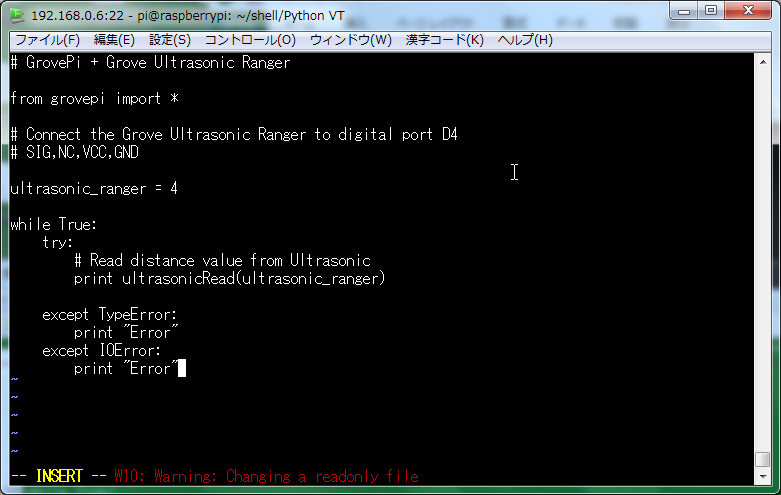 192.168.0.6:22 - pi@raspberrypi: ~/shell/Python VT
ファイル(F) 編集(E) 設定(S) コントロール(O) ウィンドウ(W) 漢字コード(K) ヘルプ(H)
# GrovePi + Grove Ultrasonic Ranger
from grovepi import *
# Connect the Grove Ultrasonic Ranger to digital port D4
# SIG,NC,VCC,GND
ultrasonic_ranger = 4
while True:
    try:
        # Read distance value from Ultrasonic
        print ultrasonicRead(ultrasonic_ranger)
    except TypeError:
        print "Error"
    except IOError:
        print "Error"
~
~
~
~
~
-- INSERT -- W10: Warning: Changing a readonly file